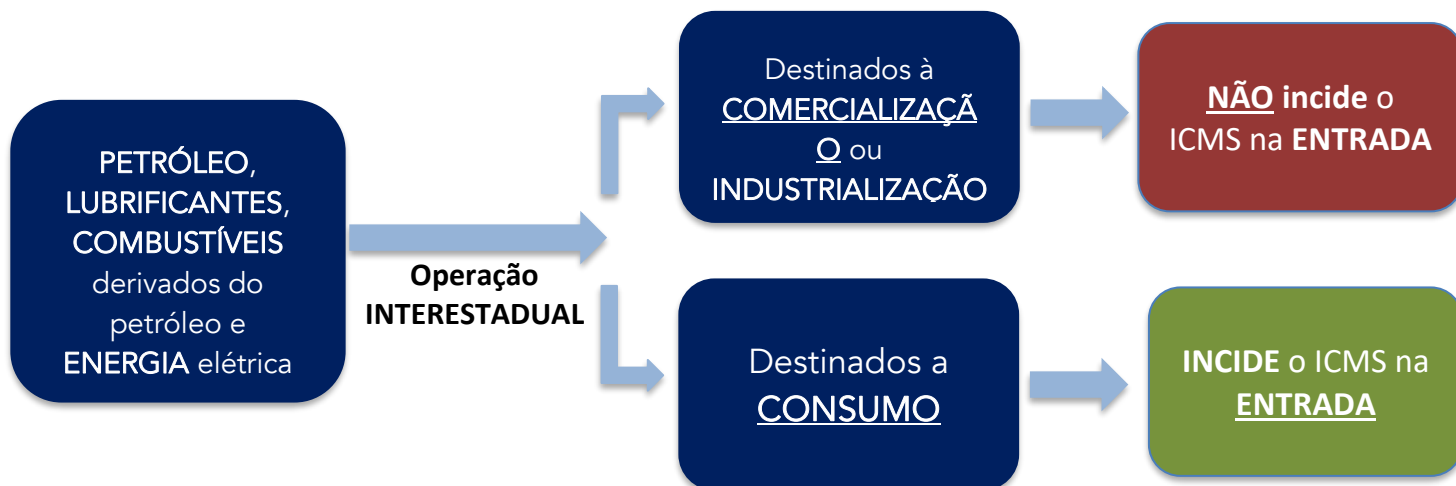 PETRÓLEO,
LUBRIFICANTES,
COMBUSTÍVEIS
derivados do
petróleo e
ENERGIA elétrica
Operação
INTERESTADUAL
Destinados à
COMERCIALIZAÇÃ
O ou
INDUSTRIALIZAÇÃO
NÃO incide o
ICMS na ENTRADA
Destinados a
CONSUMO
INCIDE o ICMS na
ENTRADA